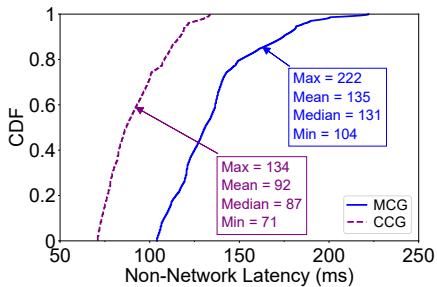 1
0.8
0.6
0.4
0.2
0
CDF
Max = 222
Mean = 135
Median = 131
Min = 104
Max = 134
Mean = 92
Median = 87
Min = 71
MCG
CCG
50 100 150 200 250
Non-Network Latency (ms)